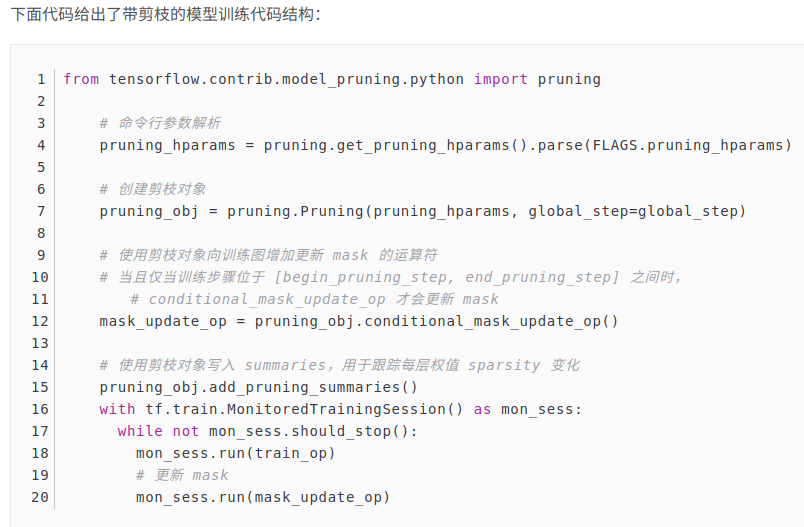 下面代码给出了带剪枝的模型训练代码结构：
1 from tensorflow.contrib.model_pruning.python import pruning
2
3     # 命令行参数解析
4     pruning_hparams = pruning.get_pruning_hparams().parse(FLAGS.pruning_hparams)
5
6     # 创建剪枝对象
7     pruning_obj = pruning.Pruning(pruning_hparams, global_step=global_step)
8
9     # 使用剪枝对象向训练图增加更新 mask 的运算符
10     # 当且仅当训练步骤位于 [begin_pruning_step, end_pruning_step] 之间时，
11         # conditional_mask_update_op 才会更新 mask
12     mask_update_op = pruning_obj.conditional_mask_update_op()
13
14     # 使用剪枝对象写入 summaries，用于跟踪每层权值 sparsity 变化
15     pruning_obj.add_pruning_summaries()
16     with tf.train.MonitoredTrainingSession() as mon_sess:
17       while not mon_sess.should_stop():
18         mon_sess.run(train_op)
19         # 更新 mask
20         mon_sess.run(mask_update_op)